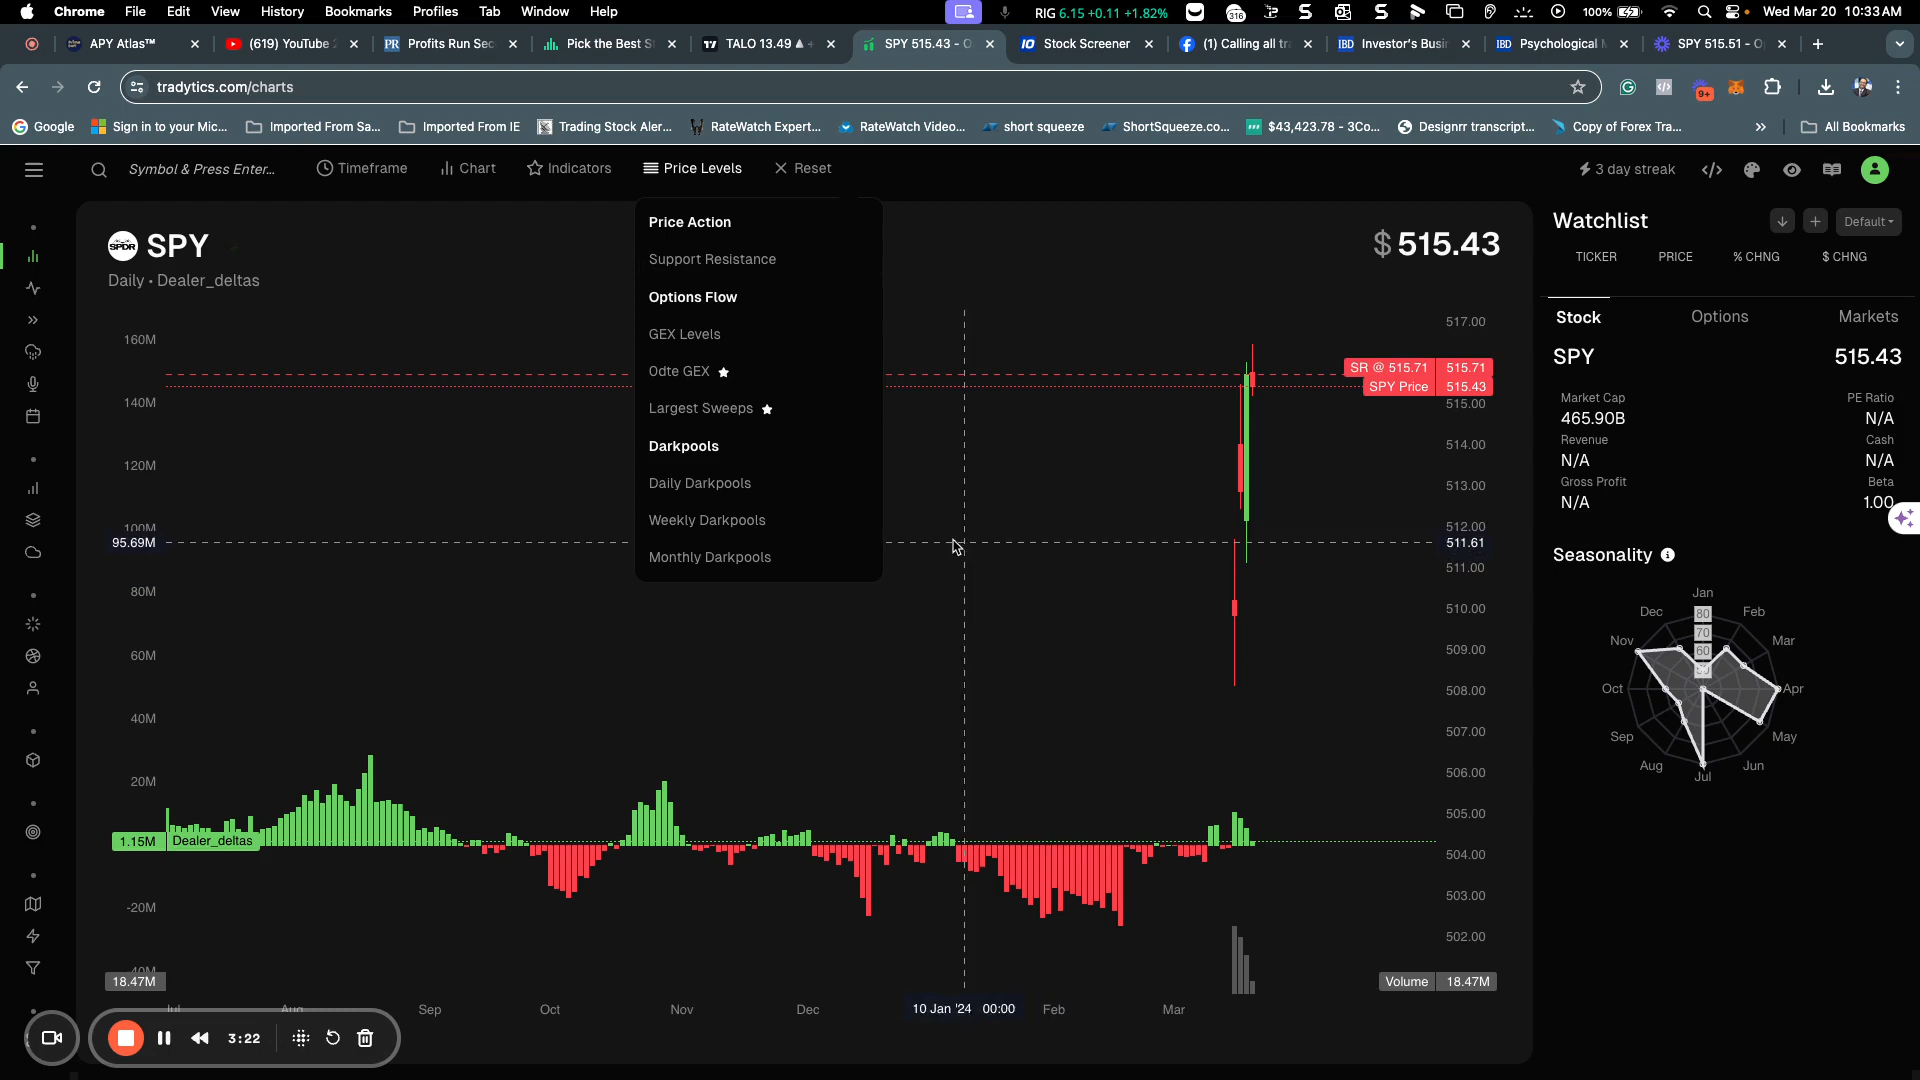 Chrome File Edit View History Bookmarks Profiles Tab Window Help
RIG 6.15 +0.11 +1.82% 316 100% Wed Mar 20 10:33 AM
APY Atlas™
(619) YouTube
Profits Run Sec
Pick the Best S
TALO 13.49
SPY 515.43 - O
Stock Screener
(1) Calling all tra
Investor's Busi
Psychological
SPY 515.51 - O
tradytics.com/charts
9+
Google
Sign in to your Mic...
Imported From Sa...
Imported From IE
Trading Stock Aler...
RateWatch Expert...
RateWatch Video...
short squeeze
ShortSqueeze.co...
$43,423.78 - 3Co...
Designrr transcript...
Copy of Forex Tra...
All Bookmarks
Symbol & Press Enter...
Timeframe
Chart
Indicators
Price Levels
Reset
3 day streak
SPDR
SPY
Daily • Dealer_deltas
$ 515.43
Price Action
Support Resistance
Options Flow
GEX Levels
Odte GEX
Largest Sweeps
Darkpools
Daily Darkpools
Weekly Darkpools
Monthly Darkpools
160M
140M
120M
100M
95.69M
80M
60M
40M
20M
1.15M Dealer_deltas
-20M
-40M
18.47M
517.00
SR @ 515.71 515.71
SPY Price 515.43
515.00
514.00
513.00
512.00
511.61
511.00
510.00
509.00
508.00
507.00
506.00
505.00
504.00
503.00
502.00
Volume 18.47M
Jul
Aug
Sep
Oct
Nov
Dec
10 Jan '24 00:00
Feb
Mar
3:22
Watchlist
Default
TICKER PRICE % CHNG $ CHNG
Stock Options Markets
SPY 515.43
Market Cap PE Ratio
465.90B N/A
Revenue Cash
N/A N/A
Gross Profit Beta
N/A 1.00
Seasonality
Jan
Feb
Mar
Apr
May
Jun
Jul
Aug
Sep
Oct
Nov
Dec
80
70
60